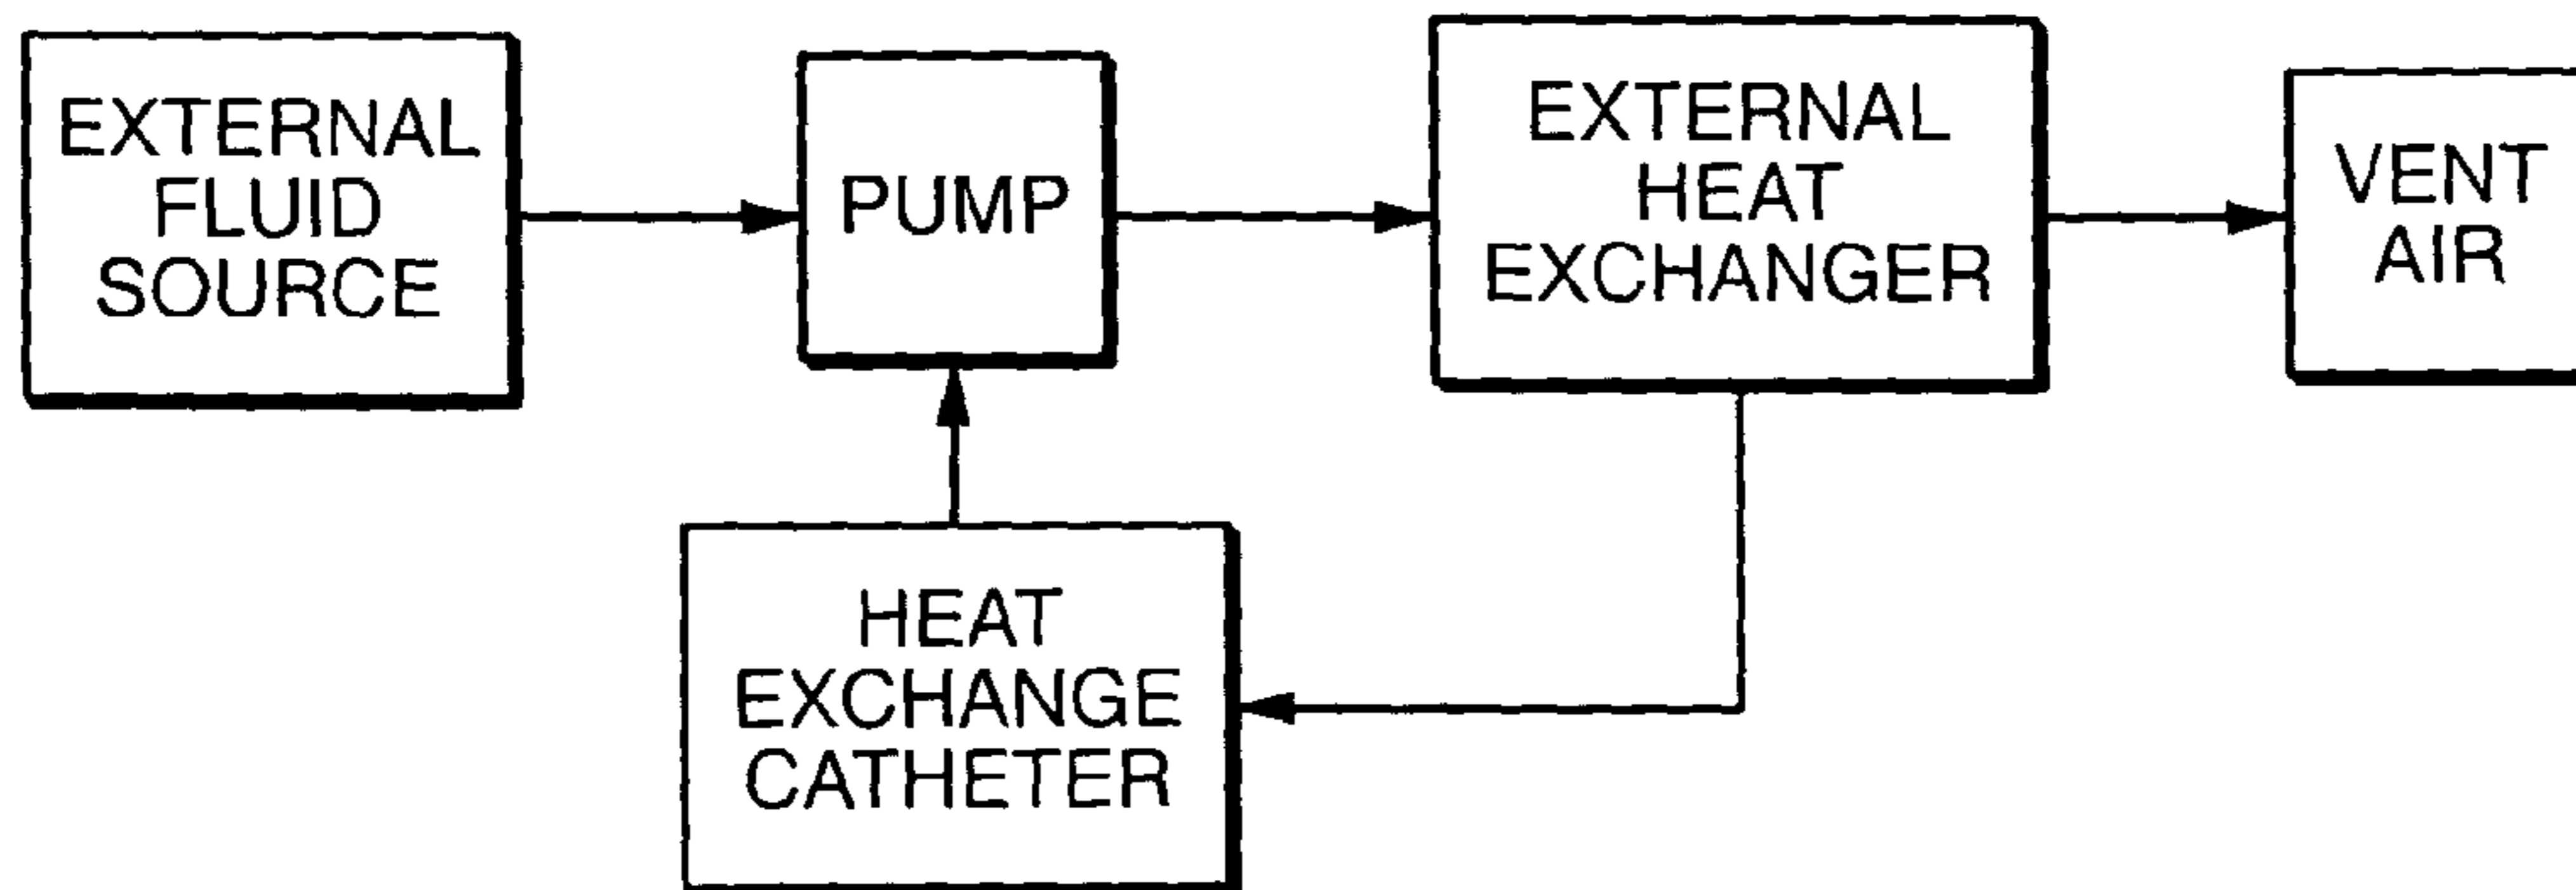 EXTERNAL
FLUID
SOURCE
PUMP
EXTERNAL
HEAT
EXCHANGER
VENT
AIR
HEAT
EXCHANGE
CATHETER